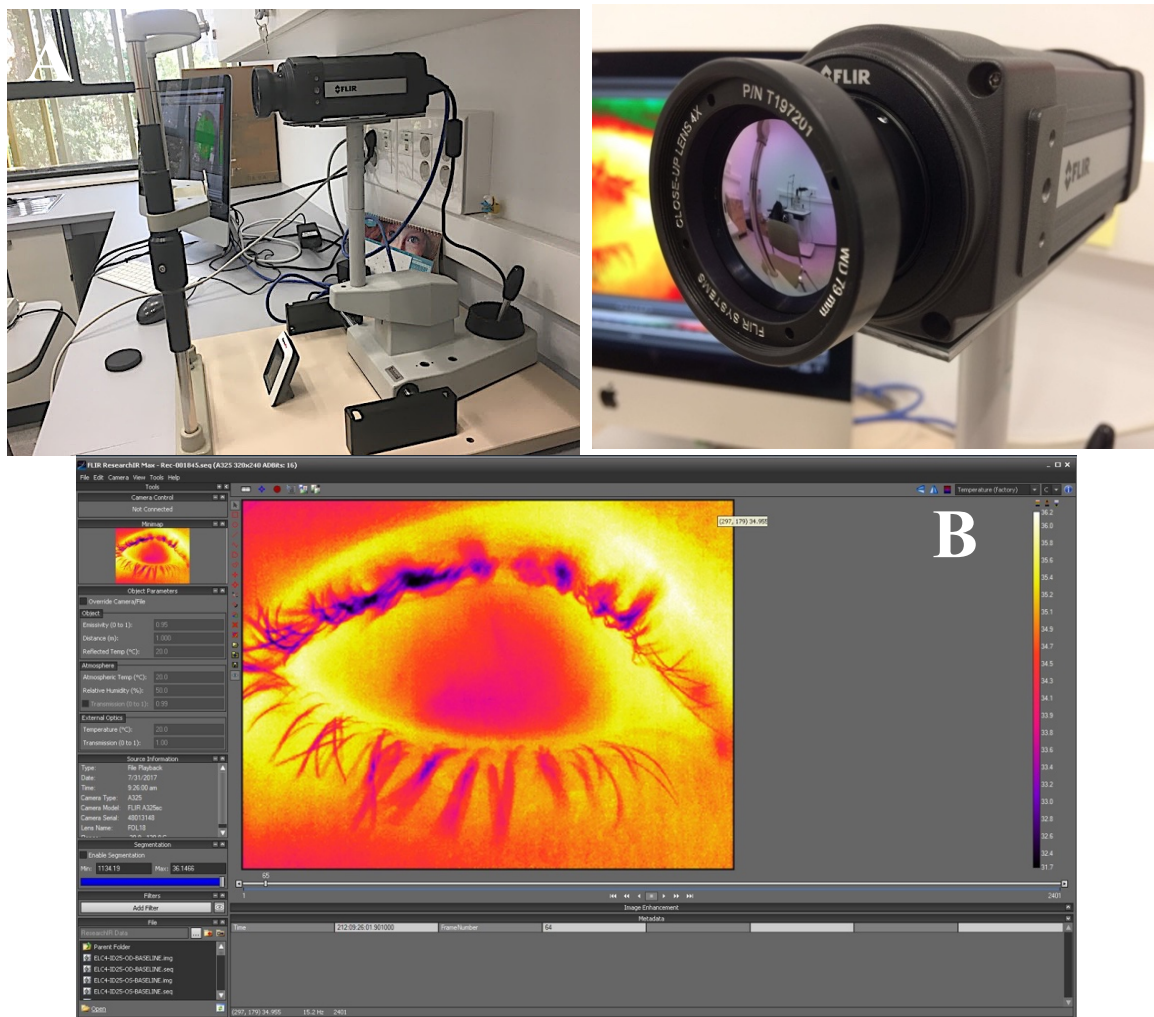 A
FLIR
FLIR
P/N T197201
CLOSE-UP LENS 4X
FLIR SYSTEMS
WD 79 mm
FLIR
FLIR ResearchIR Max - Rec-001845.seq (A325 320x240 ADBits: 16)
File Edit Camera View Tools Help
Tools
Camera Control
Not Connected
Temperature (factory)
C
Minimap
(297, 179) 34.955
B
36.2
36.0
35.8
35.6
35.4
35.2
35.1
34.9
34.7
34.5
34.3
34.1
33.9
33.8
33.6
33.4
33.2
33.0
32.8
32.6
32.4
31.7
Object Parameters
Override Camera/File
Object
Emissivity (0 to 1): 0.95
Distance (m): 1.000
Reflected Temp (°C): 20.0
Atmosphere
Atmospheric Temp (°C): 20.0
Relative Humidity (%): 50.0
Transmission (0 to 1): 0.99
External Optics
Temperature (°C): 20.0
Transmission (0 to 1): 1.00
Source Information
Type: File Playback
Date: 7/31/2017
Time: 9:26:00 am
Camera Type: A325
Camera Model: FLIR A325sc
Camera Serial: 48013148
Lens Name: FOL18
Segmentation
Enable Segmentation
Min: 1134.19 Max: 36.1466
65
1 2401
Filters
Add Filter
Image Enhancement
Metadata
File
ResearchIR Data
Time 212:09:26:01.901000 FrameNumber 64
Parent Folder
ELC4-ID25-OD-BASELINE.img
ELC4-ID25-OD-BASELINE.seq
ELC4-ID25-OS-BASELINE.img
ELC4-ID25-OS-BASELINE.seq
Open
(297, 179) 34.955 15.2 Hz 2401